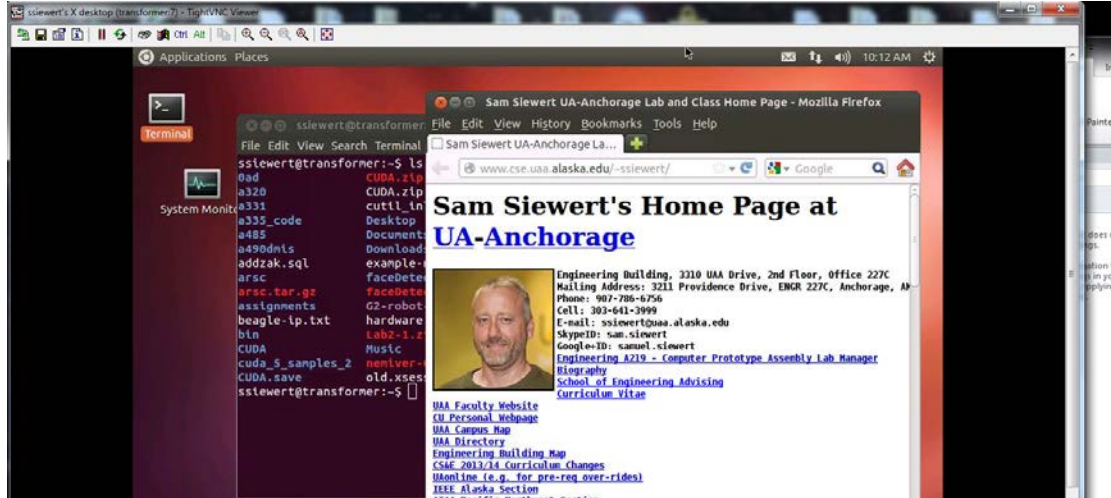 ssiewert's X desktop (transformer:7) - TightVNC Viewer
Ctrl Alt
Applications Places
10:12 AM
Terminal
System Monito
ssiewert@transformer:
File Edit View Search Terminal
ssiewert@transformer:~$ ls
0ad CUDA.zip
a320 CUDA.zip
a331 cutil_in
a335_code Desktop
a485 Document
a490dmis Download
addzak.sql example-
arsc faceDete
arsc.tar.gz faceDete
assignments G2-robot
beagle-ip.txt hardware
bin Lab2-1.z
CUDA Music
cuda_5_samples_2 nemiver-
CUDA.save old.xses
ssiewert@transformer:~$
Sam Siewert UA-Anchorage Lab and Class Home Page - Mozilla Firefox
File Edit View History Bookmarks Tools Help
Sam Siewert UA-Anchorage La...
www.cse.uaa.alaska.edu/~ssiewert/
Google
Sam Siewert's Home Page at
UA-Anchorage
Engineering Building, 3310 UAA Drive, 2nd Floor, Office 227C
Mailing Address: 3211 Providence Drive, ENGR 227C, Anchorage, AK
Phone: 907-786-6756
Cell: 303-641-3999
E-mail: ssiewert@uaa.alaska.edu
SkypeID: sam.siewert
Google+ID: samuel.siewert
Engineering A219 - Computer Prototype Assembly Lab Manager
Biography
School of Engineering Advising
Curriculum Vitae
UAA Faculty Website
CU Personal Webpage
UAA Campus Map
UAA Directory
Engineering Building Map
CS&E 2013/14 Curriculum Changes
UAonline (e.g. for pre-req over-rides)
IEEE Alaska Section
Painte
does